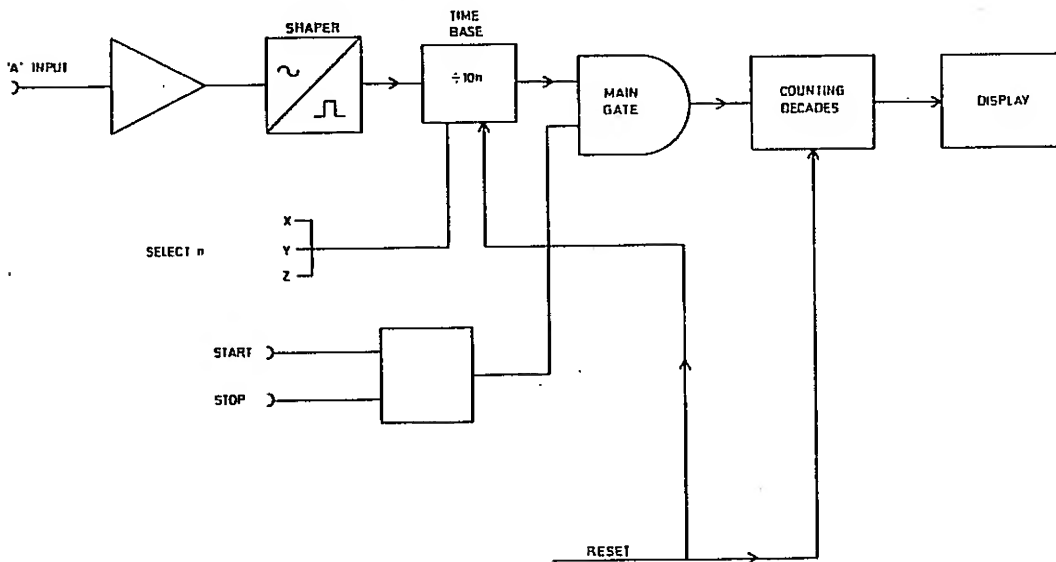 'A' INPUT
SHAPER
TIME
BASE
÷10n
MAIN
GATE
COUNTING
DECADES
DISPLAY
SELECT n
X
Y
Z
START
STOP
RESET